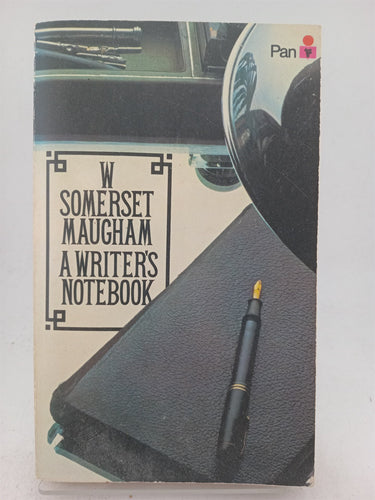 Pan
W
SOMERSET
MAUGHAM
A WRITER'S
NOTEBOOK